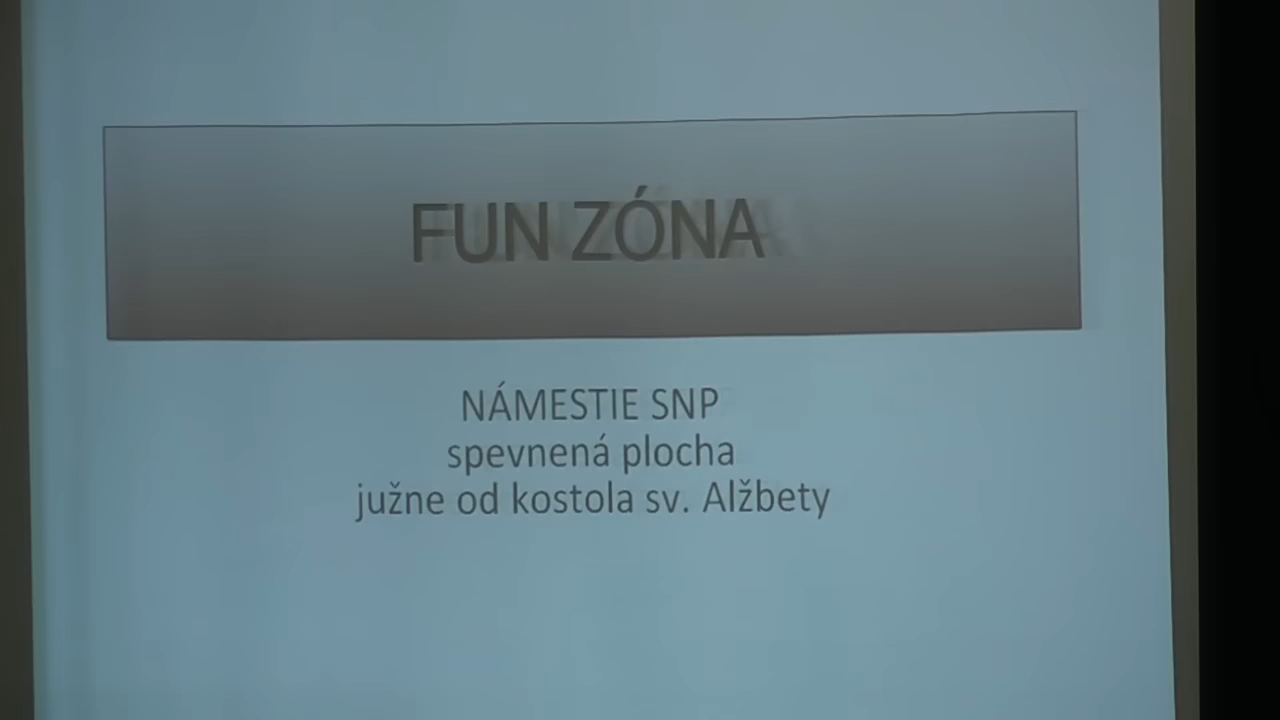 FUN ZÓNA
NÁMESTIE SNP
spevnená plocha
južne od kostola sv. Alžbety